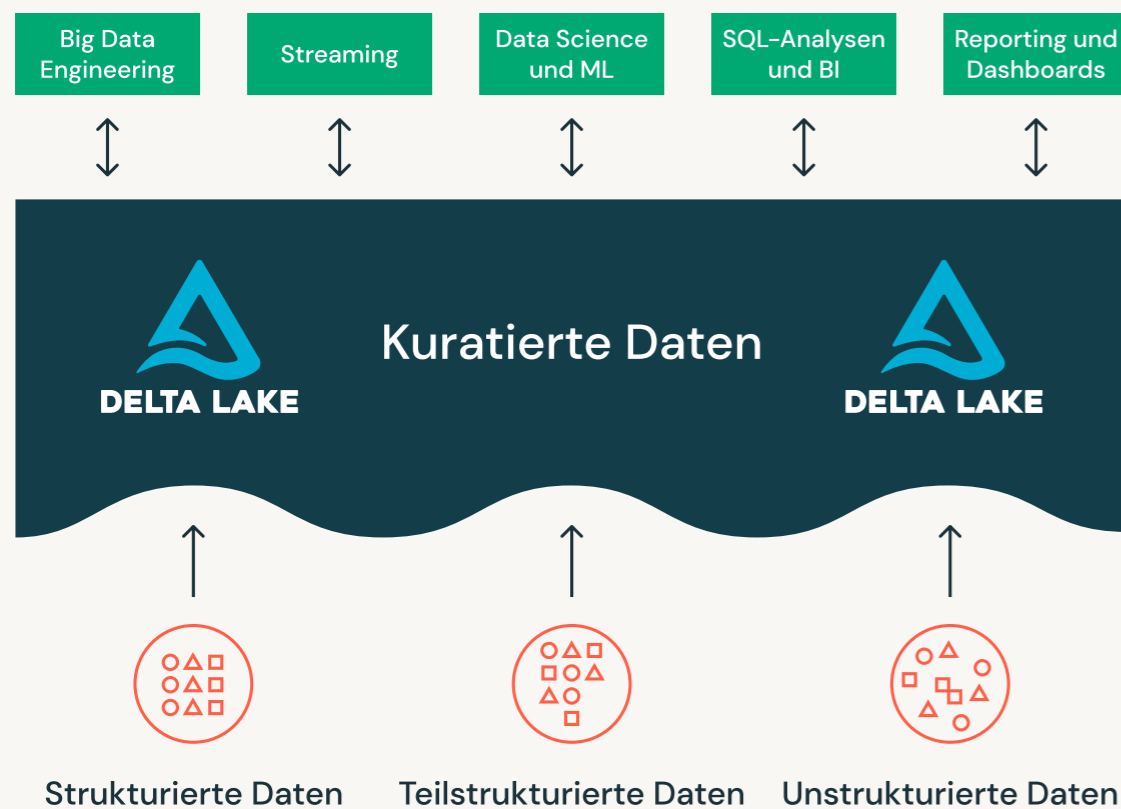 Big Data
Engineering
Streaming
Data Science
und ML
SQL-Analysen
und BI
Reporting und
Dashboards
DELTA LAKE
Kuratierte Daten
DELTA LAKE
Strukturierte Daten
Teilstrukturierte Daten
Unstrukturierte Daten